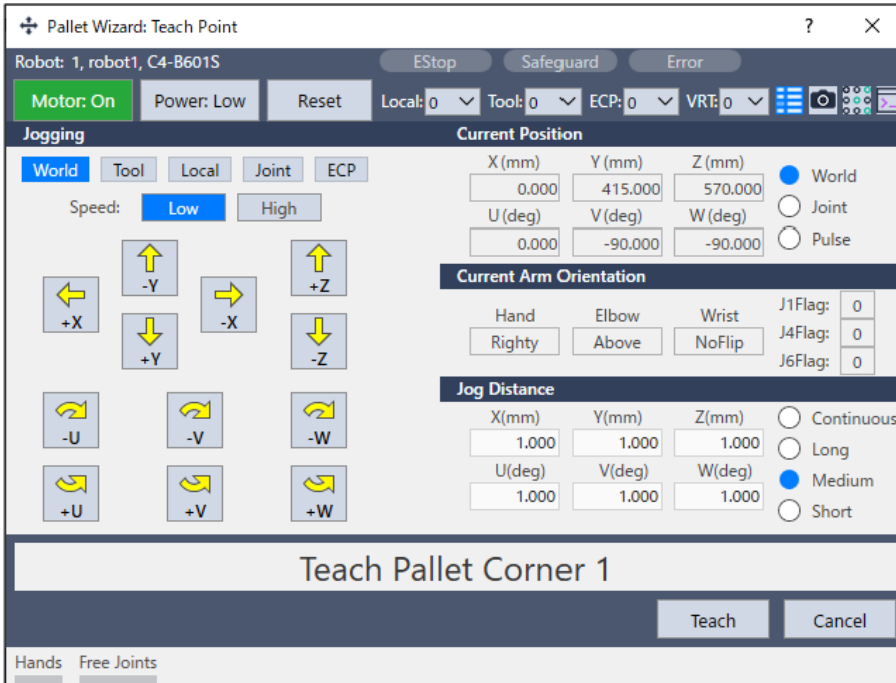 Pallet Wizard: Teach Point ?
Robot: 1, robot1, C4-B601S EStop Safeguard Error
Motor: On Power: Low Reset Local: 0 Tool: 0 ECP: 0 VRT: 0
Jogging
World Tool Local Joint ECP
Speed: Low High
-Y +Z
+X -X
+Y -Z
-U -V -W
+U +V +W
Current Position
X (mm) Y (mm) Z (mm)
0.000 415.000 570.000
U (deg) V (deg) W (deg)
0.000 -90.000 -90.000
World
Joint
Pulse
Current Arm Orientation
Hand Elbow Wrist
Righty Above NoFlip
J1Flag: 0
J4Flag: 0
J6Flag: 0
Jog Distance
X(mm) Y(mm) Z(mm)
1.000 1.000 1.000
U(deg) V(deg) W(deg)
1.000 1.000 1.000
Continuous
Long
Medium
Short
Teach Pallet Corner 1
Teach Cancel
Hands Free Joints